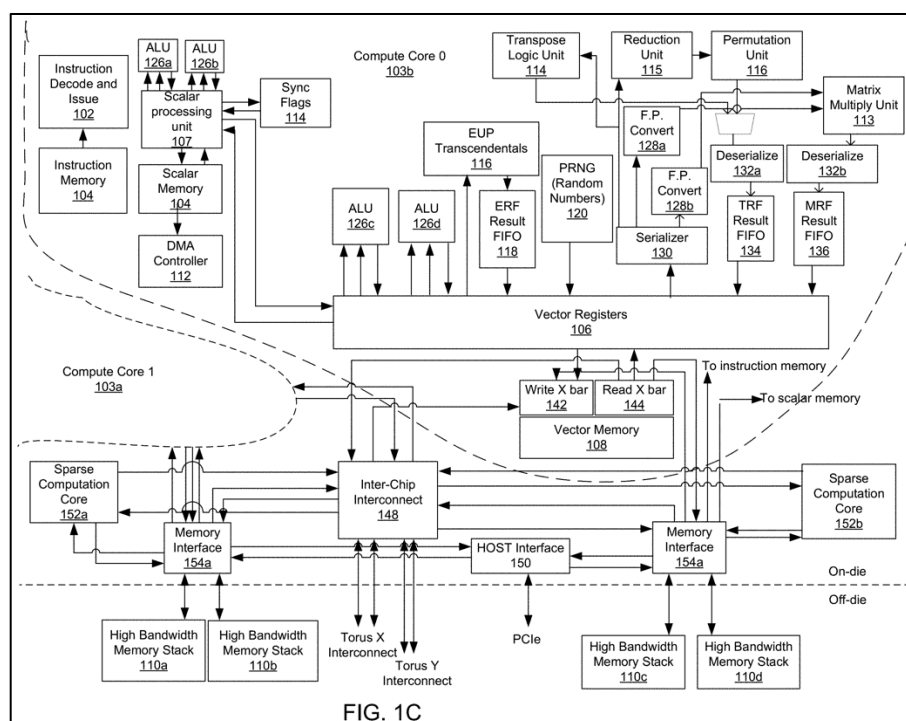 ALU
126a
ALU
126b
Instruction
Decode and
Issue
102
Scalar
processing
unit
107
Sync
Flags
114
Instruction
Memory
104
Scalar
Memory
104
DMA
Controller
112
Compute Core 0
103b
Transpose
Logic Unit
114
Reduction
Unit
115
Permutation
Unit
116
Matrix
Multiply Unit
113
F.P.
Convert
128a
F.P.
Convert
128b
Deserialize
132a
Deserialize
132b
EUP
Transcendentals
116
PRNG
(Random
Numbers)
120
ALU
126c
ALU
126d
ERF
Result
FIFO
118
Serializer
130
TRF
Result
FIFO
134
MRF
Result
FIFO
136
Vector Registers
106
Compute Core 1
103a
Write X bar
142
Read X bar
144
Vector Memory
108
To instruction memory
To scalar memory
Sparse
Computation
Core
152a
Inter-Chip
Interconnect
148
Sparse
Computation
Core
152b
Memory
Interface
154a
HOST Interface
150
Memory
Interface
154a
On-die
Off-die
High Bandwidth
Memory Stack
110a
High Bandwidth
Memory Stack
110b
Torus X
Interconnect
Torus Y
Interconnect
PCIe
High Bandwidth
Memory Stack
110c
High Bandwidth
Memory Stack
110d
FIG. 1C